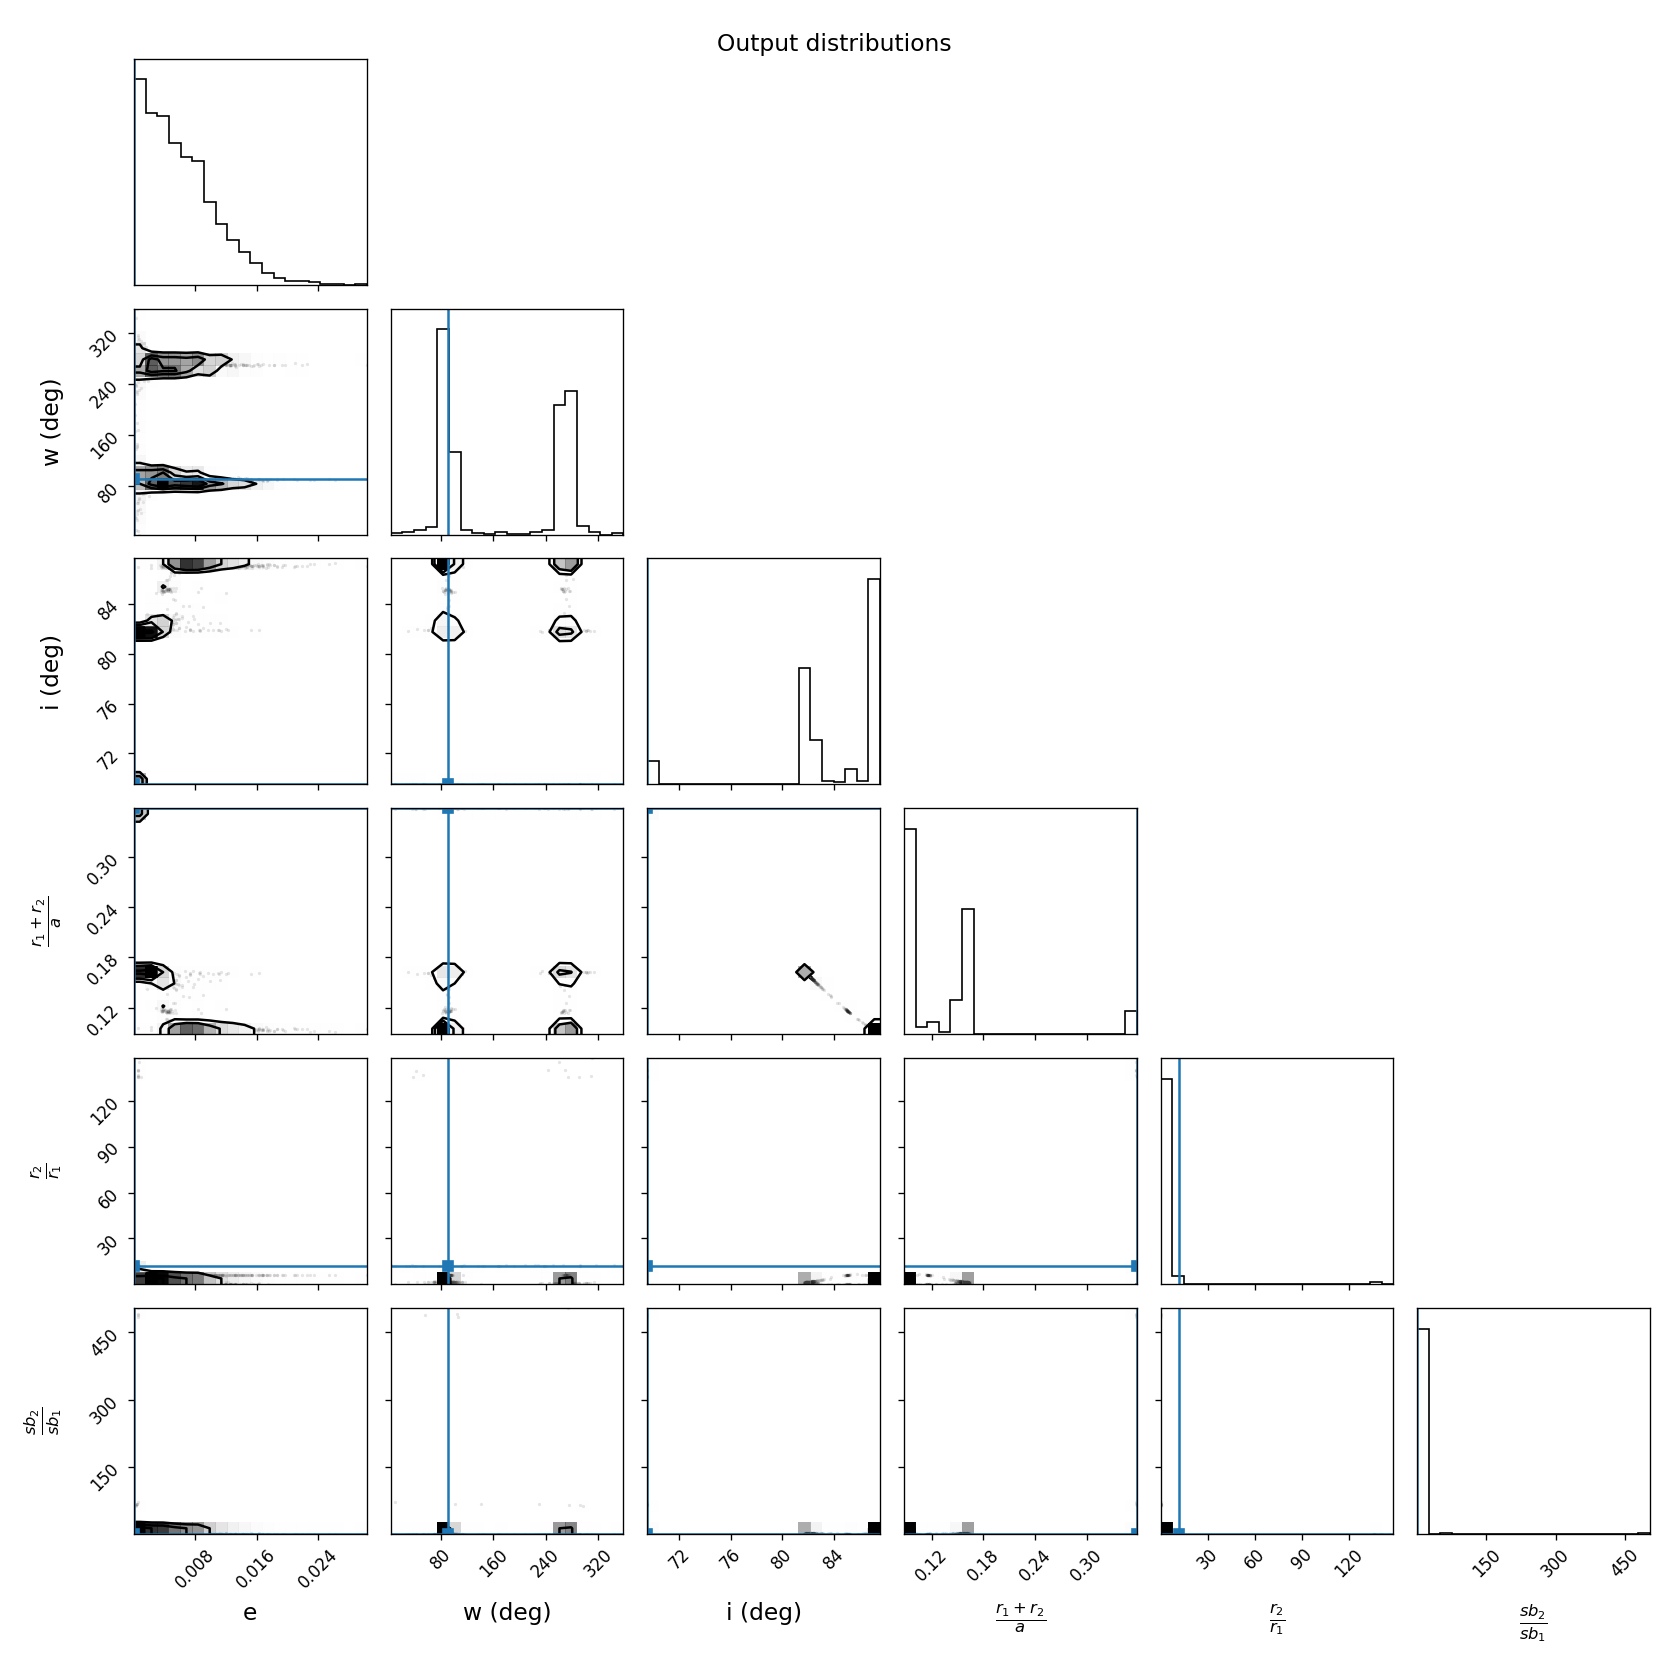 Output distributions
w (deg)
320
240
160
80
i (deg)
84
80
76
72
r₁ + r₂
a
0.30
0.24
0.18
0.12
r₂
r₁
120
90
60
30
sb₂
sb₁
450
300
150
0.008 0.016 0.024
80 160 240 320
72 76 80 84
0.12 0.18 0.24 0.30
30 60 90 120
150 300 450
e
w (deg)
i (deg)
r₁ + r₂
a
r₂
r₁
sb₂
sb₁